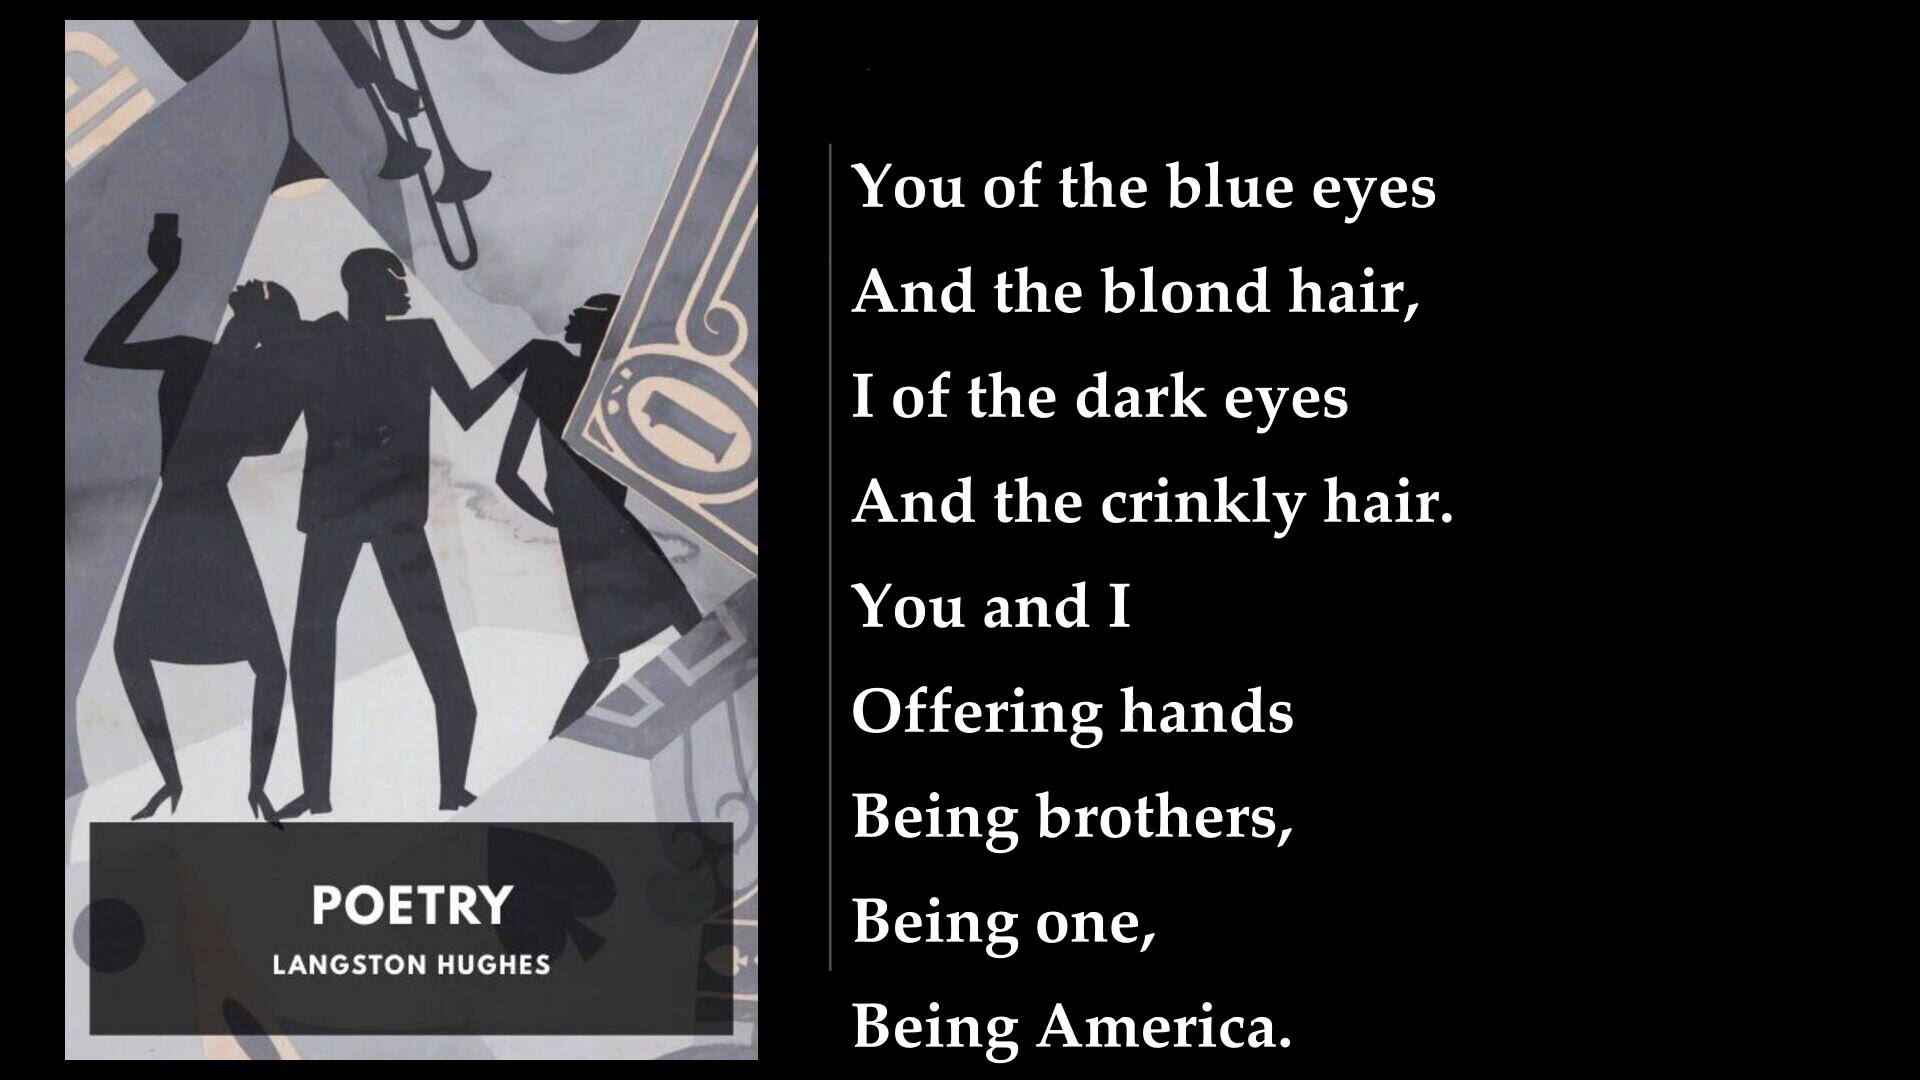 POETRY
LANGSTON HUGHES
You of the blue eyes
And the blond hair,
I of the dark eyes
And the crinkly hair.
You and I
Offering hands
Being brothers,
Being one,
Being America.